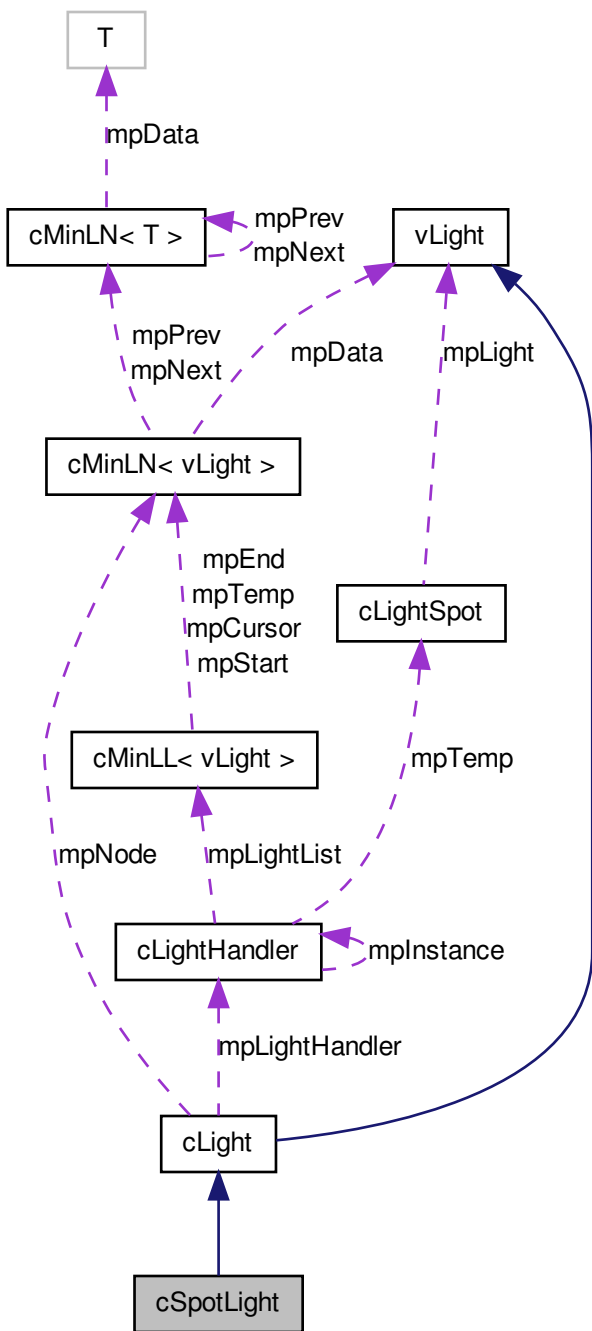 T
mpData
cMinLN< T >
mpPrev
mpNext
vLight
mpPrev
mpNext
mpData
mpLight
cMinLN< vLight >
mpEnd
mpTemp
mpCursor
mpStart
cLightSpot
cMinLL< vLight >
mpTemp
mpNode
mpLightList
cLightHandler
mpInstance
mpLightHandler
cLight
cSpotLight